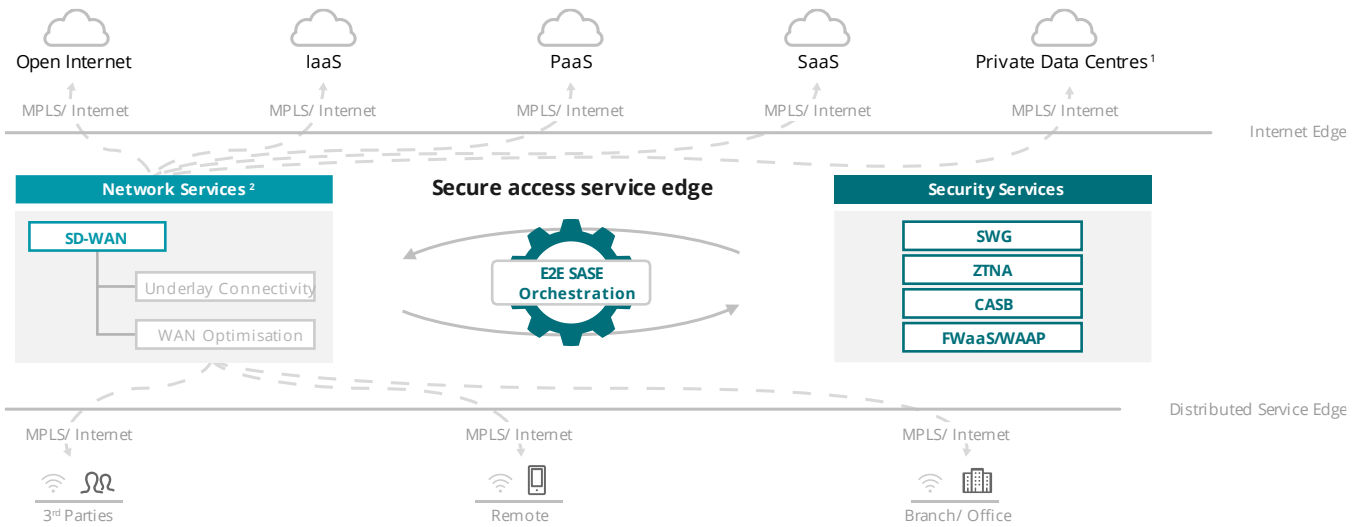 Open Internet
IaaS
PaaS
SaaS
Private Data Centres¹
MPLS/ Internet
MPLS/ Internet
MPLS/ Internet
MPLS/ Internet
MPLS/ Internet
Internet Edge
Network Services ²
Secure access service edge
Security Services
SD-WAN
Underlay Connectivity
WAN Optimisation
E2E SASE
Orchestration
SWG
ZTNA
CASB
FWaaS/WAAP
Distributed Service Edge
MPLS/ Internet
MPLS/ Internet
MPLS/ Internet
3rd Parties
Remote
Branch/ Office